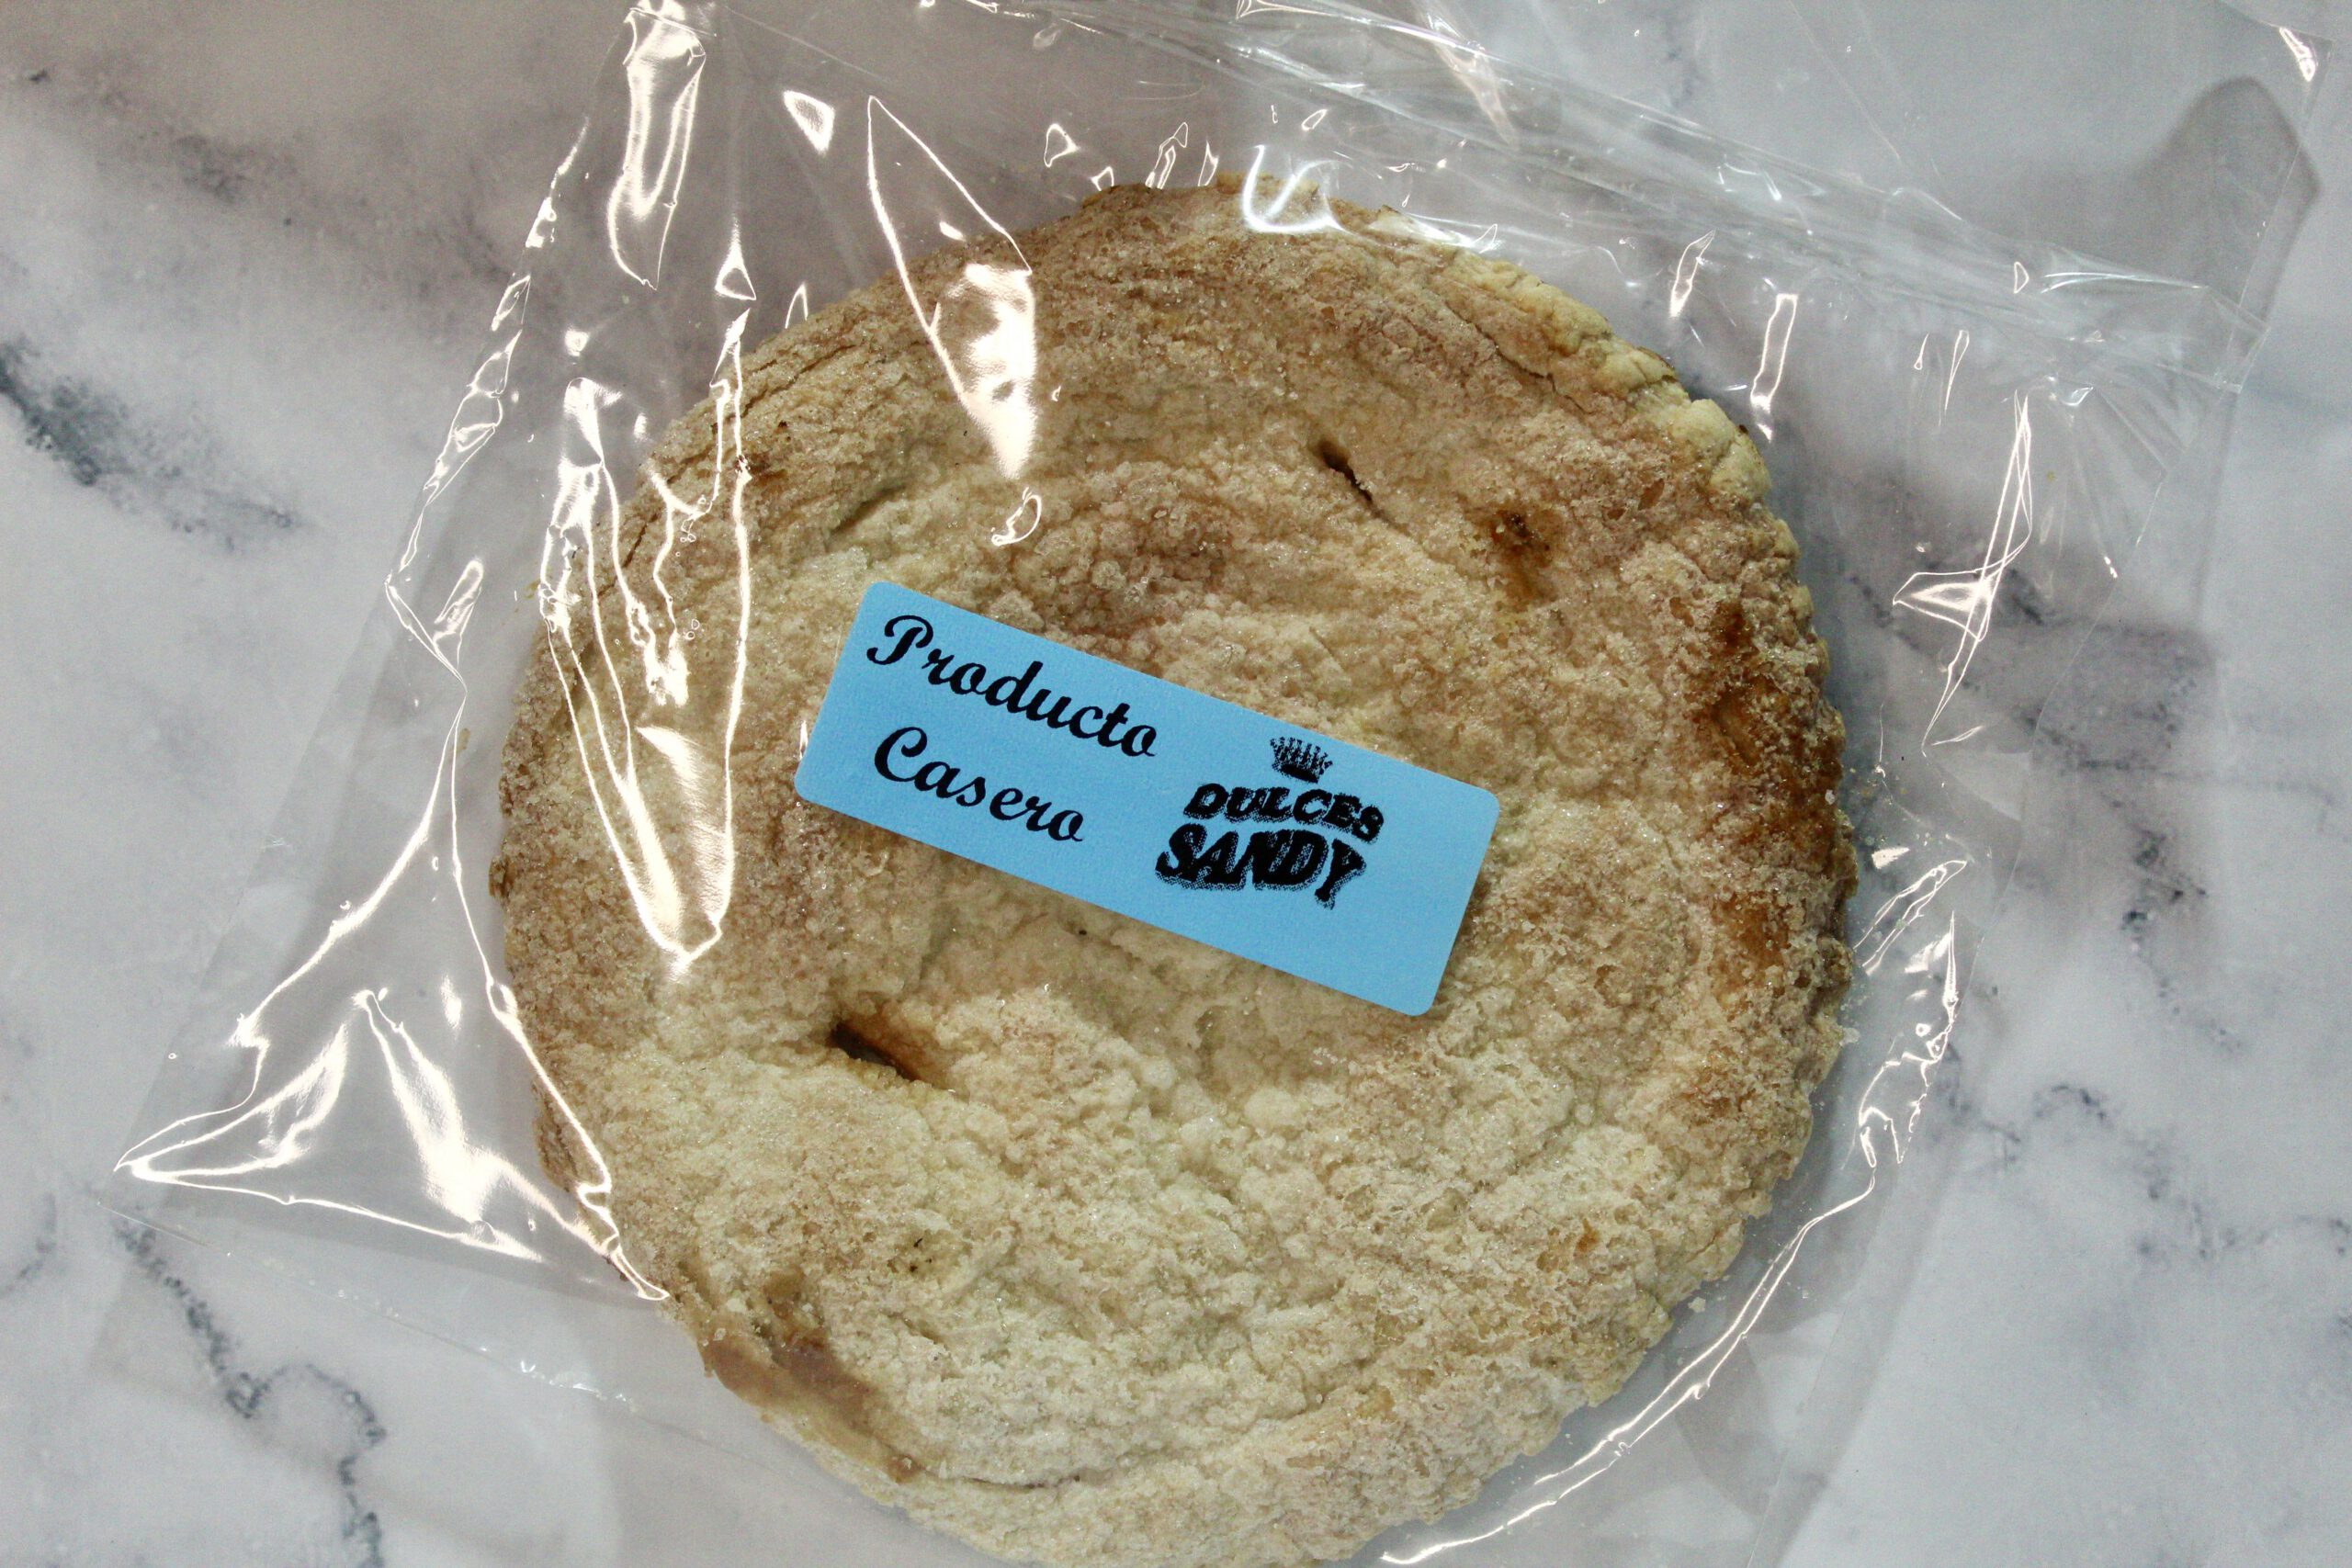 Producto
Casero
DULCES
SANDY